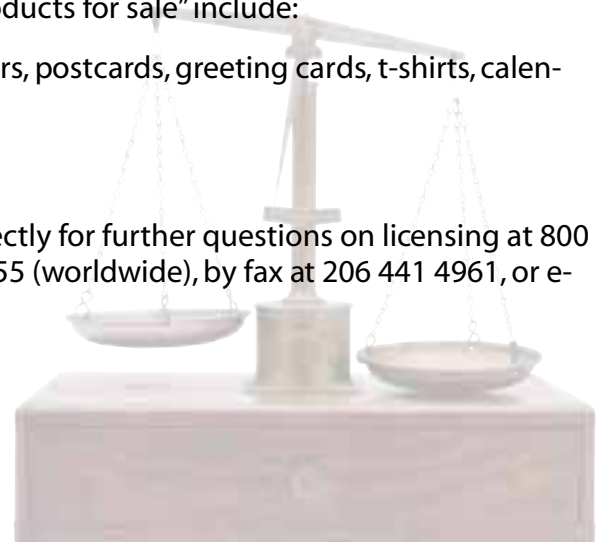 oducts for sale” include:
rs, postcards, greeting cards, t-shirts, calen-
ectly for further questions on licensing at 800
55 (worldwide), by fax at 206 441 4961, or e-